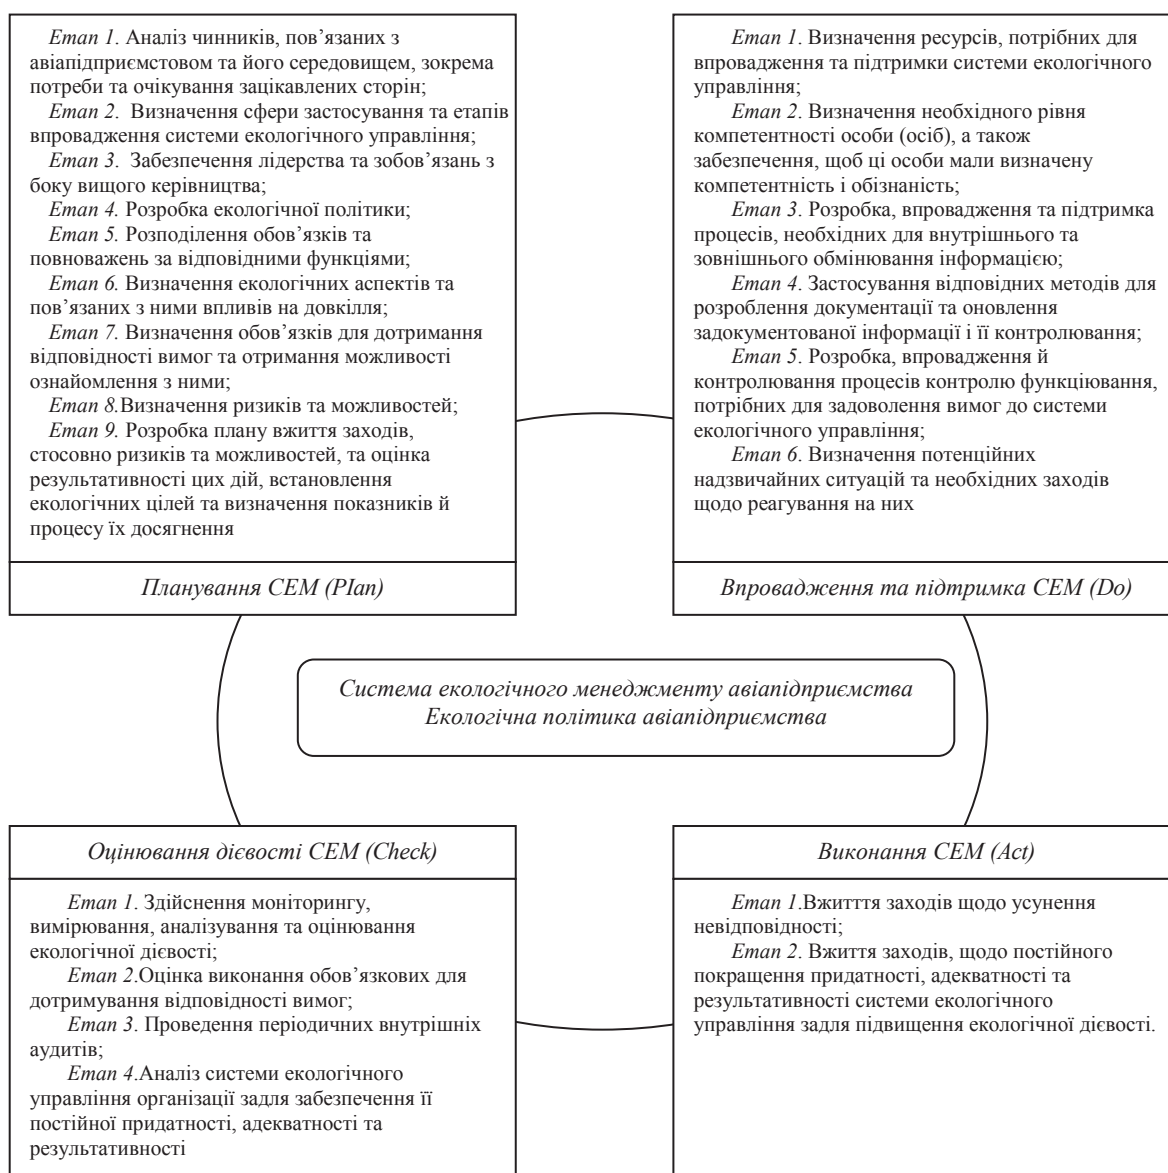 Етап 1. Аналіз чинників, пов’язаних з
авіапідприємстовом та його середовищем, зокрема
потреби та очікування зацікавлених сторін;
Етап 2. Визначення сфери застосування та етапів
впровадження системи екологічного управління;
Етап 3. Забезпечення лідерства та зобов’язань з
боку вищого керівництва;
Етап 4. Розробка екологічної політики;
Етап 5. Розподілення обов’язків та
повноважень за відповідними функціями;
Етап 6. Визначення екологічних аспектів та
пов’язаних з ними впливів на довкілля;
Етап 7. Визначення обов’язків для дотримання
відповідності вимог та отримання можливості
ознайомлення з ними;
Етап 8.Визначення ризиків та можливостей;
Етап 9. Розробка плану вжиття заходів,
стосовно ризиків та можливостей, та оцінка
результативності цих дій, встановлення
екологічних цілей та визначення показників й
процесу їх досягнення
Планування СЕМ (PIan)
Етап 1. Визначення ресурсів, потрібних для
впровадження та підтримки системи екологічного
управління;
Етап 2. Визначення необхідного рівня
компетентності особи (осіб), а також
забезпечення, щоб ці особи мали визначену
компетентність і обізнаність;
Етап 3. Розробка, впровадження та підтримка
процесів, необхідних для внутрішнього та
зовнішнього обмінювання інформацією;
Етап 4. Застосування відповідних методів для
розроблення документації та оновлення
задокументованої інформації і її контролювання;
Етап 5. Розробка, впровадження й
контролювання процесів контролю функціювання,
потрібних для задоволення вимог до системи
екологічного управління;
Етап 6. Визначення потенційних
надзвичайних ситуацій та необхідних заходів
щодо реагування на них
Впровадження та підтримка СЕМ (Do)
Система екологічного менеджменту авіапідприємства
Екологічна політика авіапідприємства
Оцінювання дієвості СЕМ (Check)
Етап 1. Здійснення моніторингу,
вимірювання, аналізування та оцінювання
екологічної дієвості;
Етап 2.Оцінка виконання обов’язкових для
дотримування відповідності вимог;
Етап 3. Проведення періодичних внутрішніх
аудитів;
Етап 4.Аналіз системи екологічного
управління організації задля забезпечення її
постійної придатності, адекватності та
результативності
Виконання СЕМ (Act)
Етап 1.Вжитття заходів щодо усунення
невідповідності;
Етап 2. Вжиття заходів, щодо постійного
покращення придатності, адекватності та
результативності системи екологічного
управління задля підвищення екологічної дієвості.